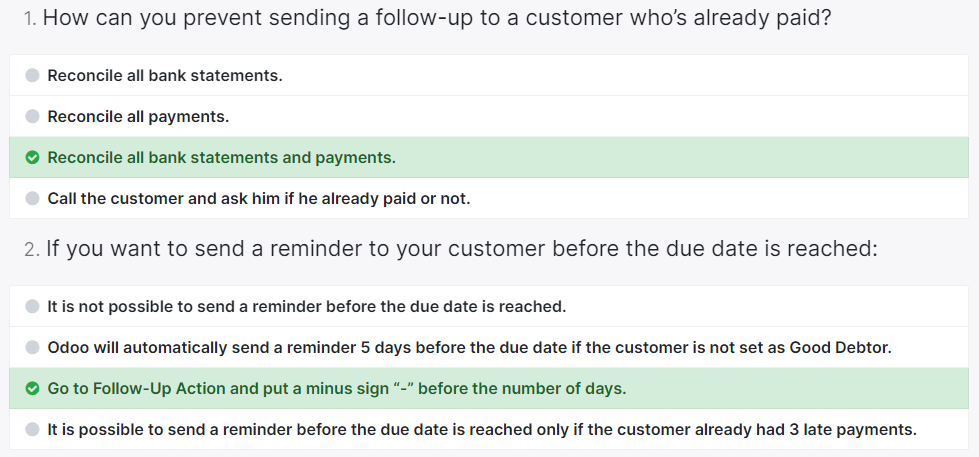 1. How can you prevent sending a follow-up to a customer who’s already paid?
Reconcile all bank statements.
Reconcile all payments.
Reconcile all bank statements and payments.
Call the customer and ask him if he already paid or not.
2. If you want to send a reminder to your customer before the due date is reached:
It is not possible to send a reminder before the due date is reached.
Odoo will automatically send a reminder 5 days before the due date if the customer is not set as Good Debtor.
Go to Follow-Up Action and put a minus sign “-” before the number of days.
It is possible to send a reminder before the due date is reached only if the customer already had 3 late payments.